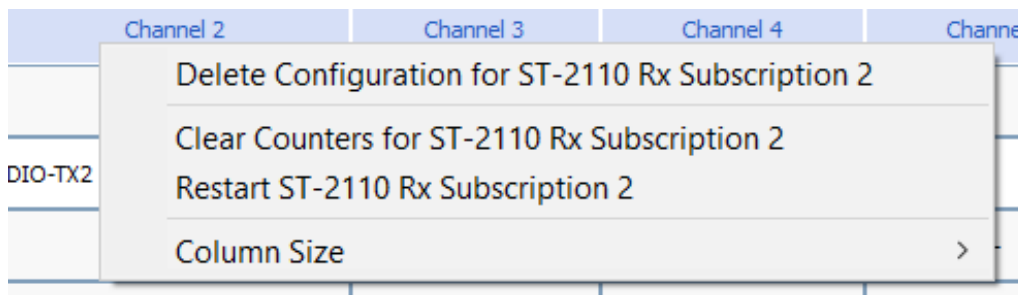 Channel 2 Channel 3 Channel 4
Delete Configuration for ST-2110 Rx Subscription 2
Clear Counters for ST-2110 Rx Subscription 2
DIO-TX2
Restart ST-2110 Rx Subscription 2
Column Size